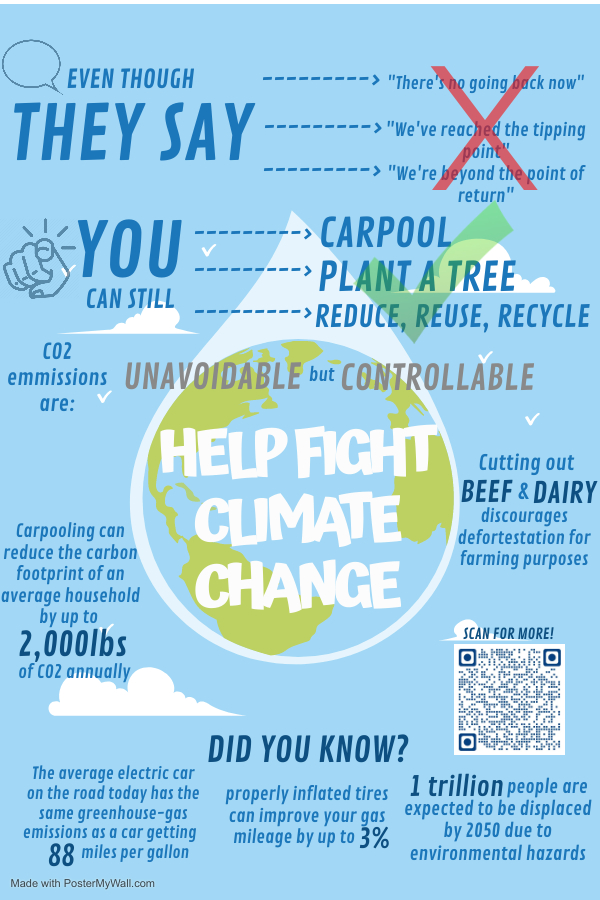 EVEN THOUGH
THEY SAY
"There's no going back now"
"We've reached the tipping
point"
"We're beyond the point of
return"
YOU
CAN STILL
CARPOOL
PLANT A TREE
REDUCE, REUSE, RECYCLE
CO2
emmissions
are:
UNAVOIDABLE but CONTROLLABLE
HELP FIGHT
CLIMATE
CHANGE
Cutting out
BEEF & DAIRY
discourages
defortestation for
farming purposes
Carpooling can
reduce the carbon
footprint of an
average household
by up to
2,000lbs
of CO2 annually
SCAN FOR MORE!
DID YOU KNOW?
The average electric car
on the road today has the
same greenhouse-gas
emissions as a car getting
88 miles per gallon
properly inflated tires
can improve your gas
mileage by up to 3%
1 trillion people are
expected to be displaced
by 2050 due to
environmental hazards
Made with PosterMyWall.com